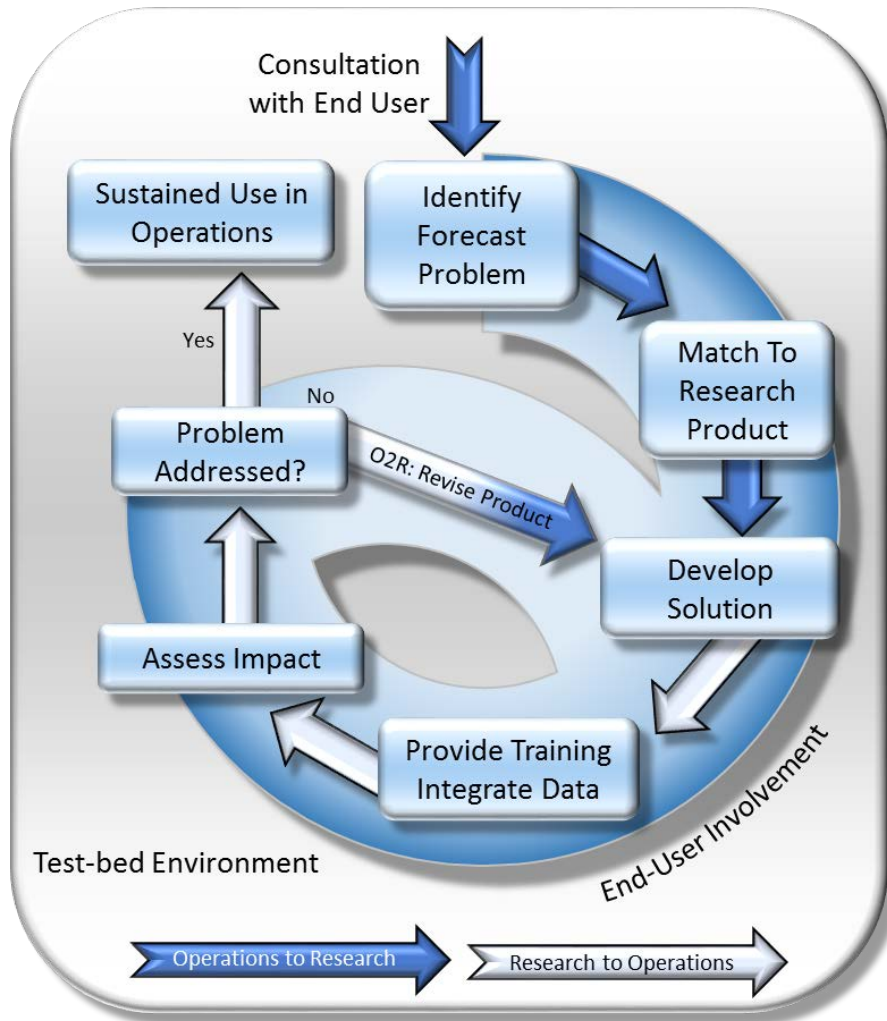 Consultation
with End User
Identify
Forecast
Problem
Sustained Use in
Operations
Match To
Research
Product
Yes
No
Problem
Addressed?
O2R: Revise Product
Develop
Solution
Assess Impact
Provide Training
Integrate Data
Test-bed Environment
End-User Involvement
Operations to Research
Research to Operations